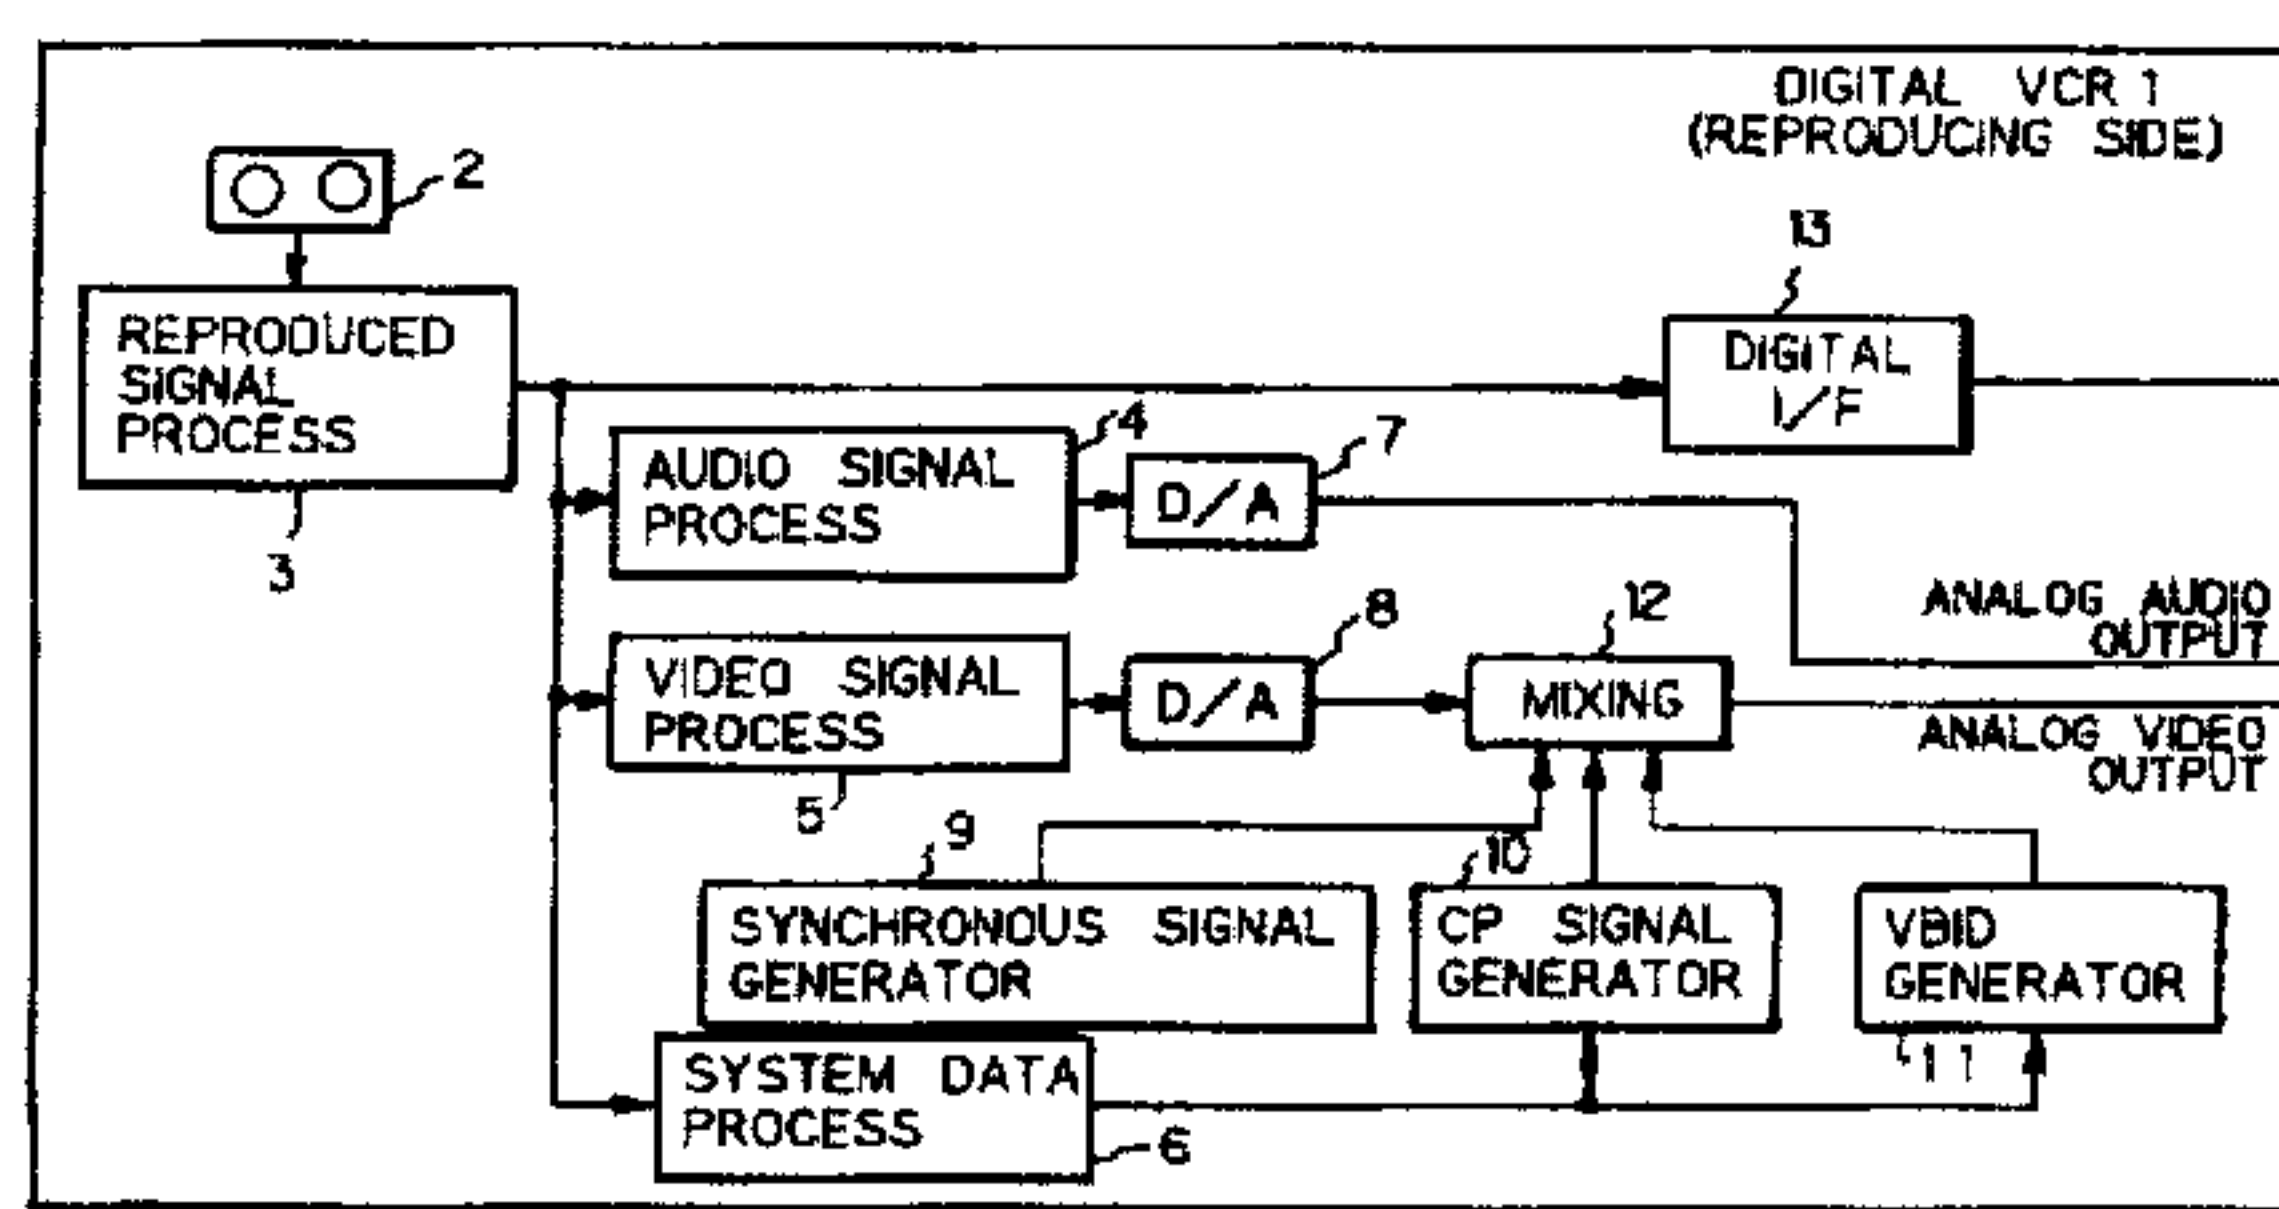 DIGITAL VCR 1
(REPRODUCING SIDE)
2
13
REPRODUCED
SIGNAL
PROCESS
3
DIGITAL
I/F
4
AUDIO SIGNAL
PROCESS
7
D/A
ANALOG AUDIO
OUTPUT
8
12
VIDEO SIGNAL
PROCESS
5
D/A
MIXING
ANALOG VIDEO
OUTPUT
9
SYNCHRONOUS SIGNAL
GENERATOR
10
CP SIGNAL
GENERATOR
VBID
GENERATOR
11
SYSTEM DATA
PROCESS
6